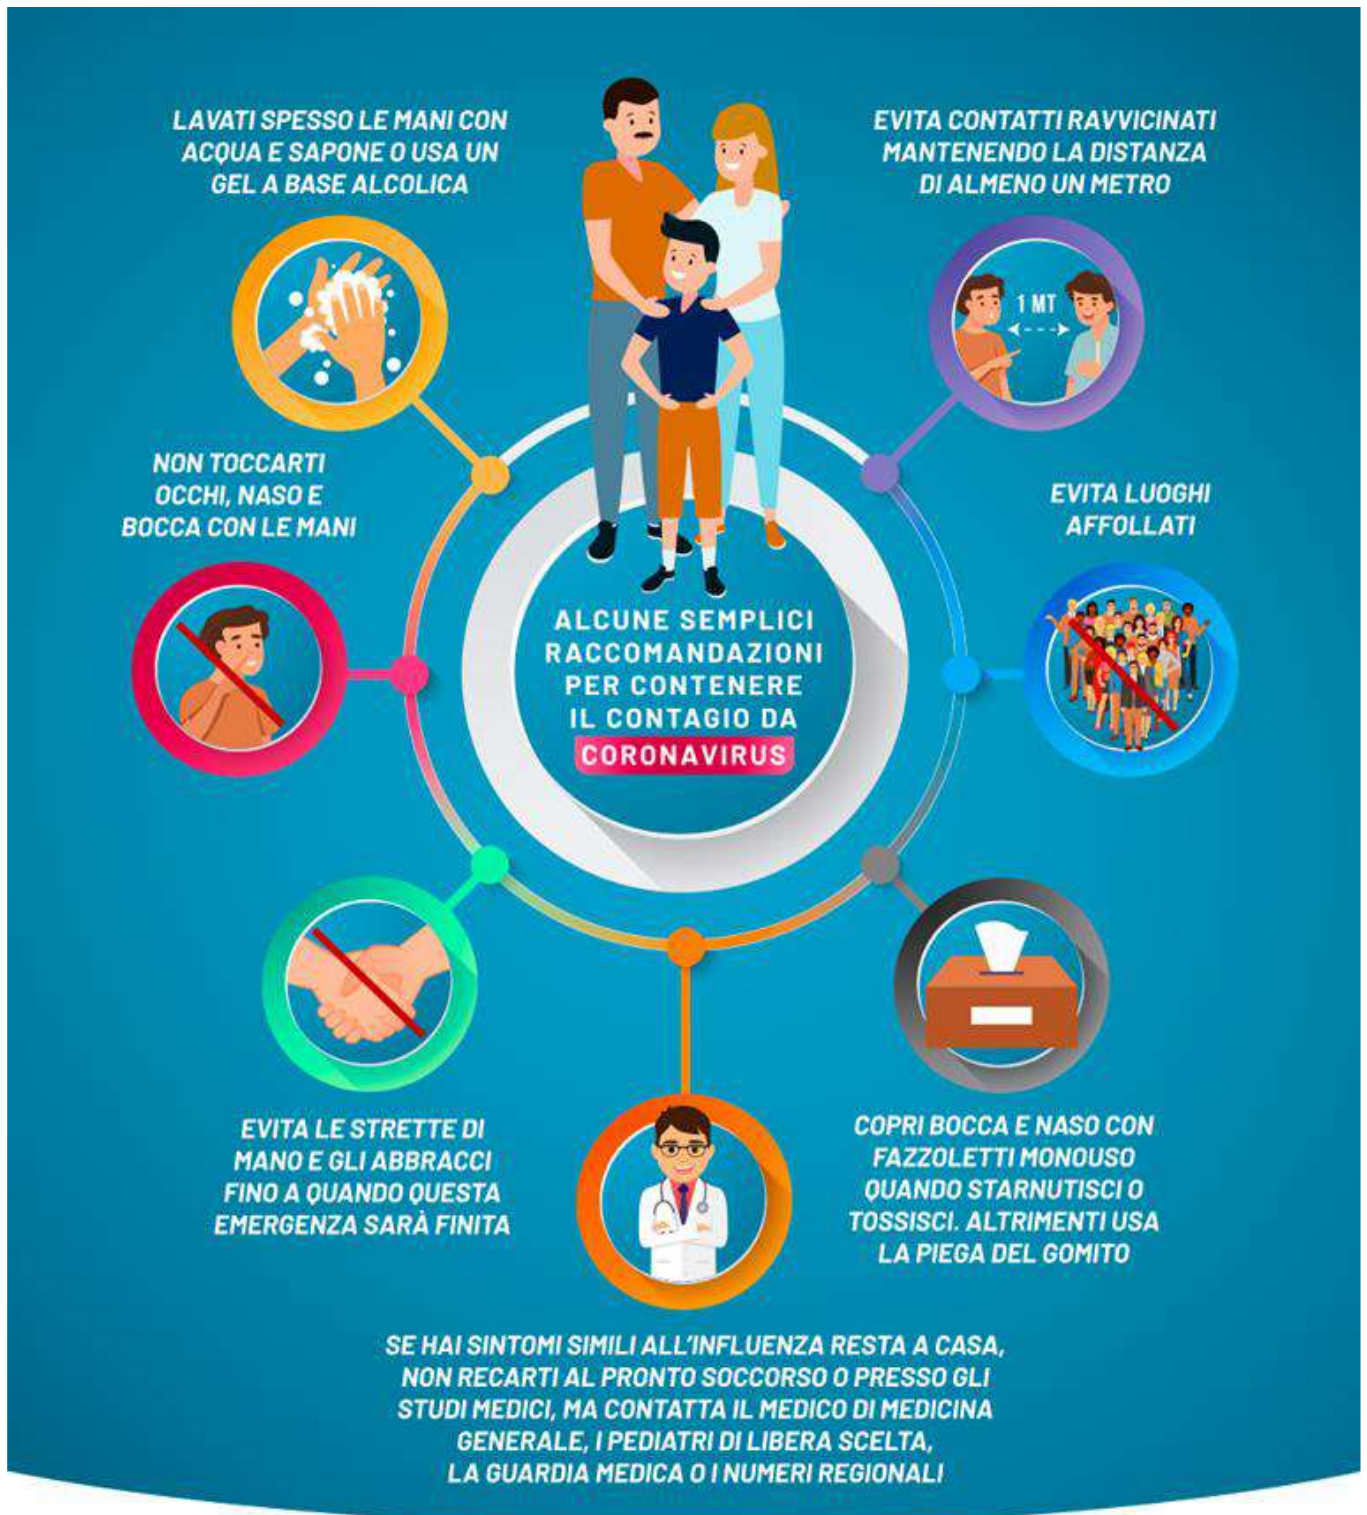 LAVATI SPESSO LE MANI CON
ACQUA E SAPONE O USA UN
GEL A BASE ALCOLICA
EVITA CONTATTI RAVVICINATI
MANTENENDO LA DISTANZA
DI ALMENO UN METRO
1 MT
NON TOCCARTI
OCCHI, NASO E
BOCCA CON LE MANI
EVITA LUOGHI
AFFOLLATI
ALCUNE SEMPLICI
RACCOMANDAZIONI
PER CONTENERE
IL CONTAGIO DA
CORONAVIRUS
EVITA LE STRETTE DI
MANO E GLI ABBRACCI
FINO A QUANDO QUESTA
EMERGENZA SARÀ FINITA
COPRI BOCCA E NASO CON
FAZZOLETTI MONOUSO
QUANDO STARNUTISCI O
TOSSISCI. ALTRIMENTI USA
LA PIEGA DEL GOMITO
SE HAI SINTOMI SIMILI ALL'INFLUENZA RESTA A CASA,
NON RECARTI AL PRONTO SOCCORSO O PRESSO GLI
STUDI MEDICI, MA CONTATTA IL MEDICO DI MEDICINA
GENERALE, I PEDIATRI DI LIBERA SCELTA,
LA GUARDIA MEDICA O I NUMERI REGIONALI